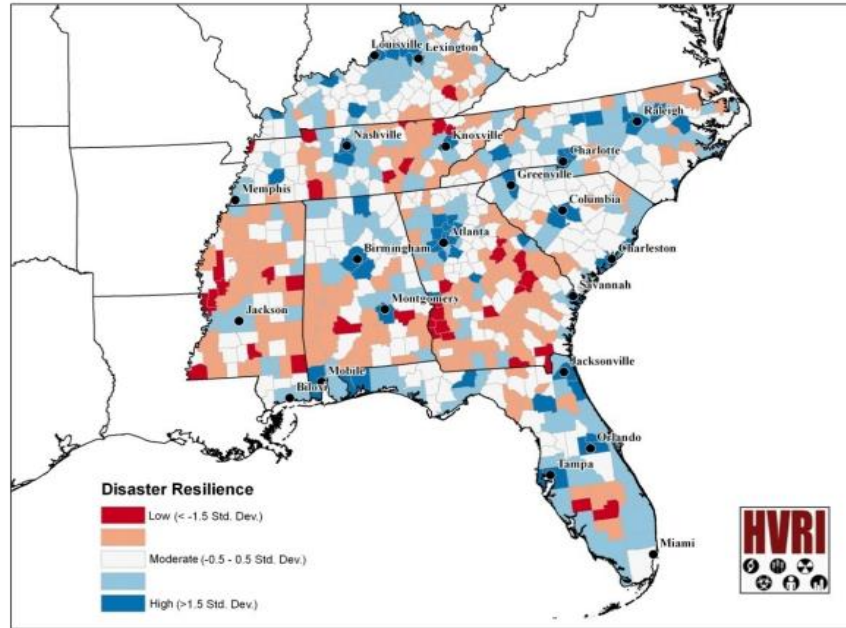 Louisville
Lexington
Nashville
Knoxville
Raleigh
Charlotte
Memphis
Greenville
Columbia
Atlanta
Birmingham
Charleston
Montgomery
Savannah
Jackson
Jacksonville
Mobile
Biloxi
Orlando
Tampa
Miami
Disaster Resilience
Low (< -1.5 Std. Dev.)
Moderate (-0.5 - 0.5 Std. Dev.)
High (>1.5 Std. Dev.)
HVRI